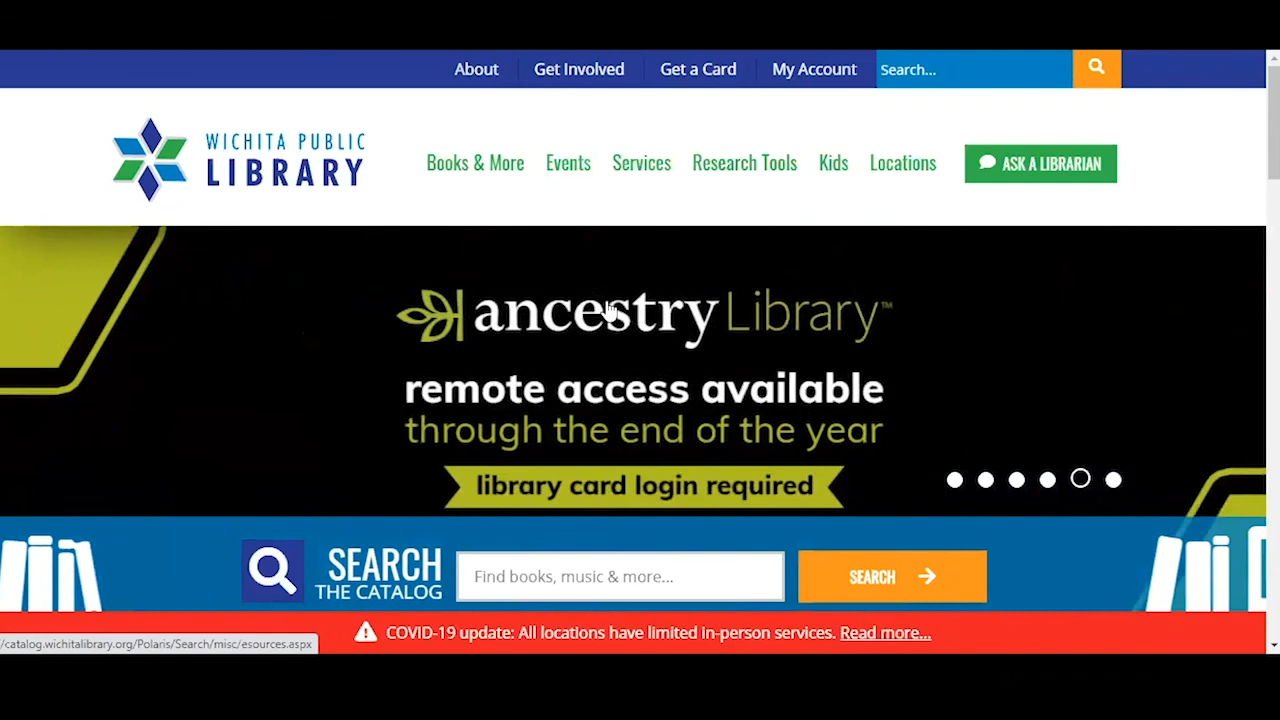 About Get Involved Get a Card My Account Search...
WICHITA PUBLIC
LIBRARY
Books & More Events Services Research Tools Kids Locations ASK A LIBRARIAN
ancestryLibrary™
remote access available
through the end of the year
library card login required
SEARCH
THE CATALOG
Find books, music & more...
SEARCH
COVID-19 update: All locations have limited in-person services. Read more...
/catalog.wichitalibrary.org/Polaris/Search/misc/esources.aspx